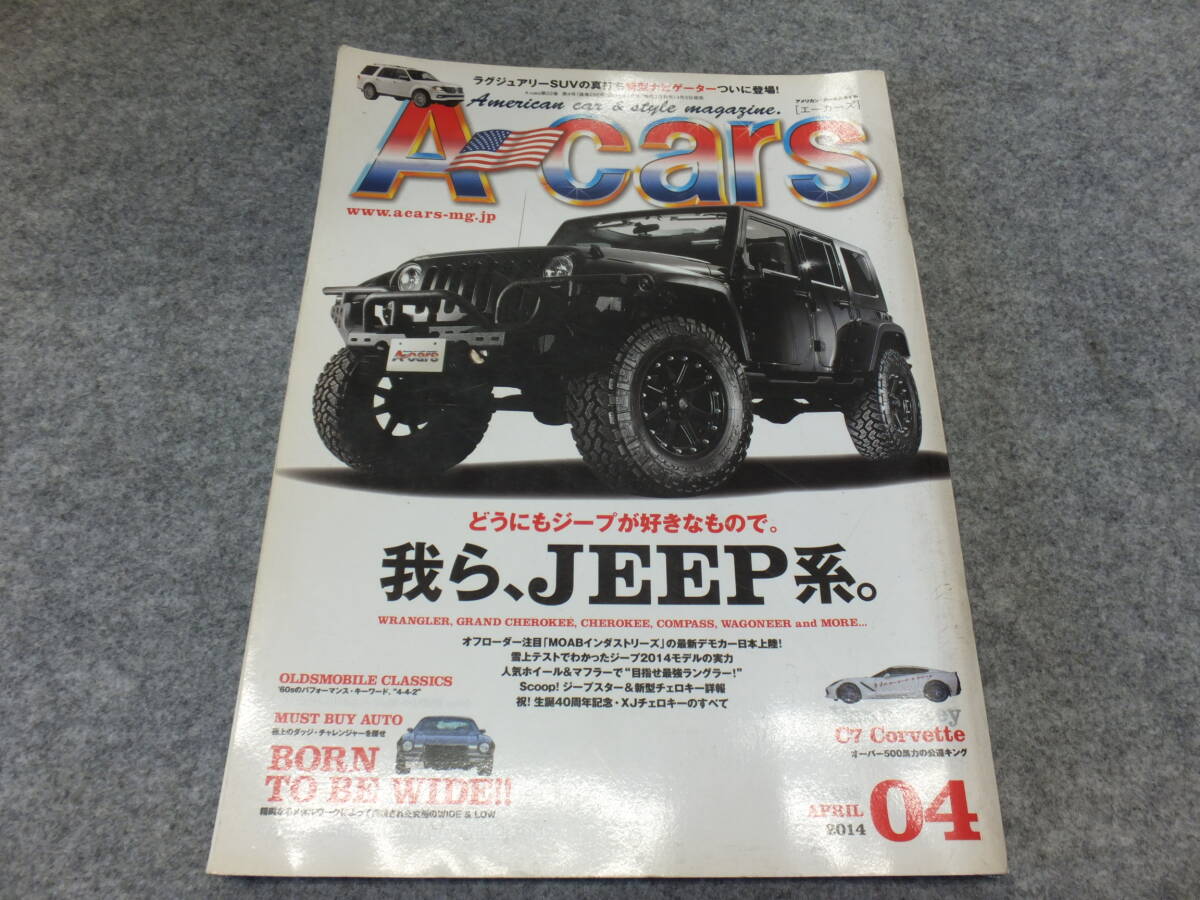 ラグジュアリーSUVの真打ち新型ナビゲーターついに登場!
American car & style magazine.
[エーカーズ]
A cars
www.acars-mg.jp
A cars
どうにもジープが好きなもので。
我ら、JEEP系。
WRANGLER, GRAND CHEROKEE, CHEROKEE, COMPASS, WAGONEER and MORE...
オフローダー注目「MOABインダストリーズ」の最新デモカー日本上陸!
雪上テストでわかったジープ2014モデルの実力
人気ホイール&マフラーで"目指せ最強ラングラー!"
Scoop! ジープスター&新型チェロキー詳報
祝! 生誕40周年記念・XJチェロキーのすべて
OLDSMOBILE CLASSICS
'60sのパフォーマンス・キーワード、"4-4-2"
MUST BUY AUTO
極上のダッジ・チャレンジャーを探せ
BORN
TO BE WIDE!!
WIDE & LOW
C7 Corvette
オーバー500馬力の公道キング
APRIL
2014
04